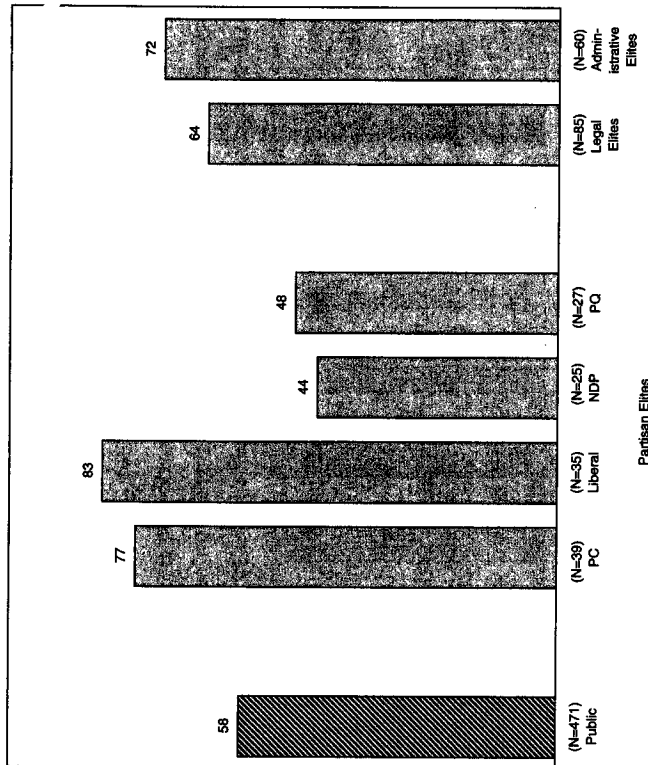 58
77
83
44
48
64
72
(N=471)
Public
(N=39)
PC
(N=35)
Liberal
(N=25)
NDP
(N=27)
PQ
(N=85)
Legal
Elites
(N=60)
Admin-
istrative
Elites
Partisan Elites